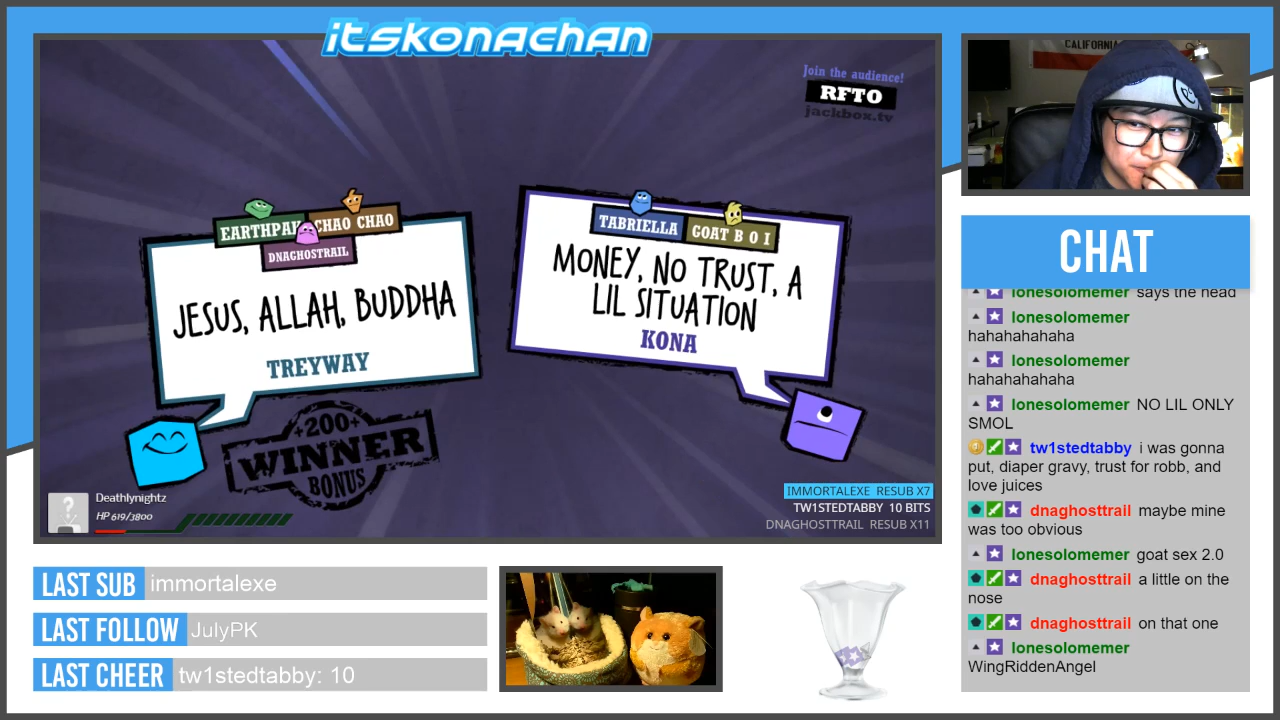 itskonachan
Join the audience!
RFTO
jackbox.tv
CALIFORNIA
EARTHPAK
CHAO CHAO
DNAGHOSTRAIL
JESUS, ALLAH, BUDDHA
TREYWAY
TABRIELLA
GOAT B O I
MONEY, NO TRUST, A
LIL SITUATION
KONA
+200+
WINNER
BONUS
Deathlynightz
HP 619/3800
IMMORTALEXE RESUB X7
TW1STEDTABBY 10 BITS
DNAGHOSTTRAIL RESUB X11
CHAT
lonesolomemer says the head
lonesolomemer
hahahahahaha
lonesolomemer
hahahahahaha
lonesolomemer NO LIL ONLY
SMOL
tw1stedtabby i was gonna
put, diaper gravy, trust for robb, and
love juices
dnaghosttrail maybe mine
was too obvious
lonesolomemer goat sex 2.0
dnaghosttrail a little on the
nose
dnaghosttrail on that one
lonesolomemer
WingRiddenAngel
LAST SUB immortalexe
LAST FOLLOW JulyPK
LAST CHEER tw1stedtabby: 10